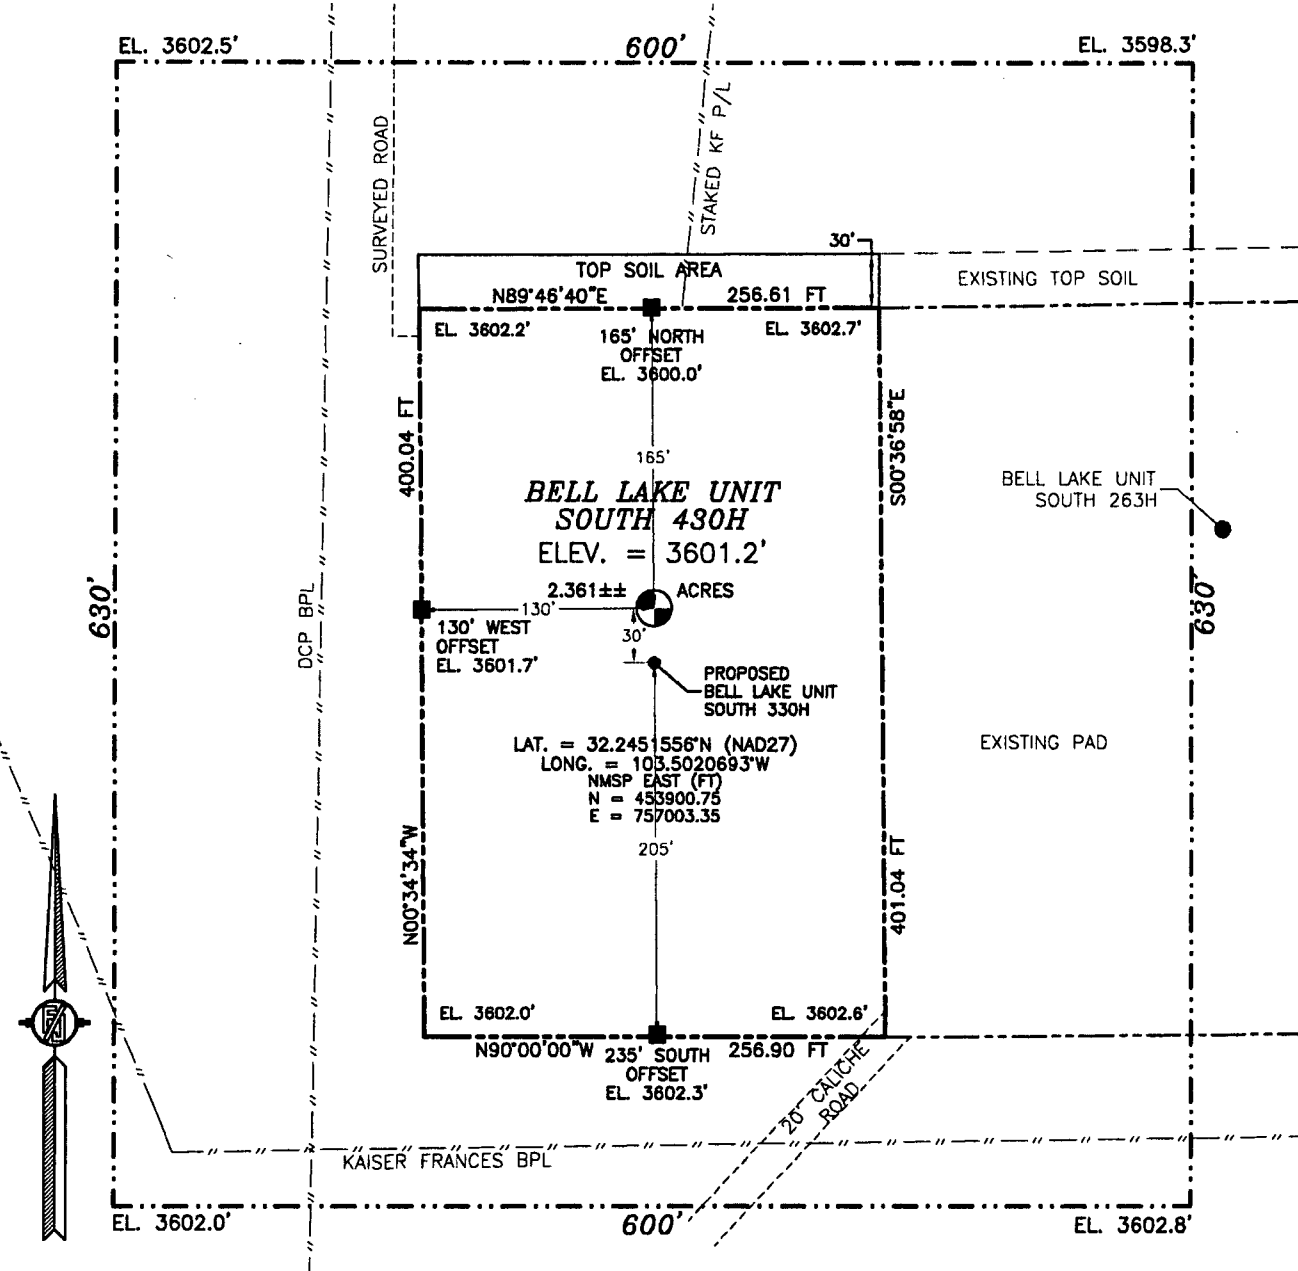 EL. 3602.5'
600'
EL. 3598.3'
SURVEYED ROAD
STAKED KF P/L
30'
TOP SOIL AREA
EXISTING TOP SOIL
N89°46'40"E
256.61 FT
EL. 3602.2'
EL. 3602.7'
165' NORTH
OFFSET
EL. 3600.0'
400.04 FT
S00°36'58"E
165'
BELL LAKE UNIT
SOUTH 430H
ELEV. = 3601.2'
BELL LAKE UNIT
SOUTH 263H
2.361±± ACRES
630'
630'
DCP BPL
130'
130' WEST
OFFSET
EL. 3601.7'
30'
PROPOSED
BELL LAKE UNIT
SOUTH 330H
LAT. = 32.2451556°N (NAD27)
LONG. = 103.5020693°W
NMSP EAST (FT)
N = 453900.75
E = 757003.35
EXISTING PAD
N00°34'34"W
205'
401.04 FT
EL. 3602.0'
EL. 3602.6'
N90°00'00"W
256.90 FT
235' SOUTH
OFFSET
EL. 3602.3'
20' CALICHE
ROAD
KAISER FRANCES BPL
EL. 3602.0'
600'
EL. 3602.8'